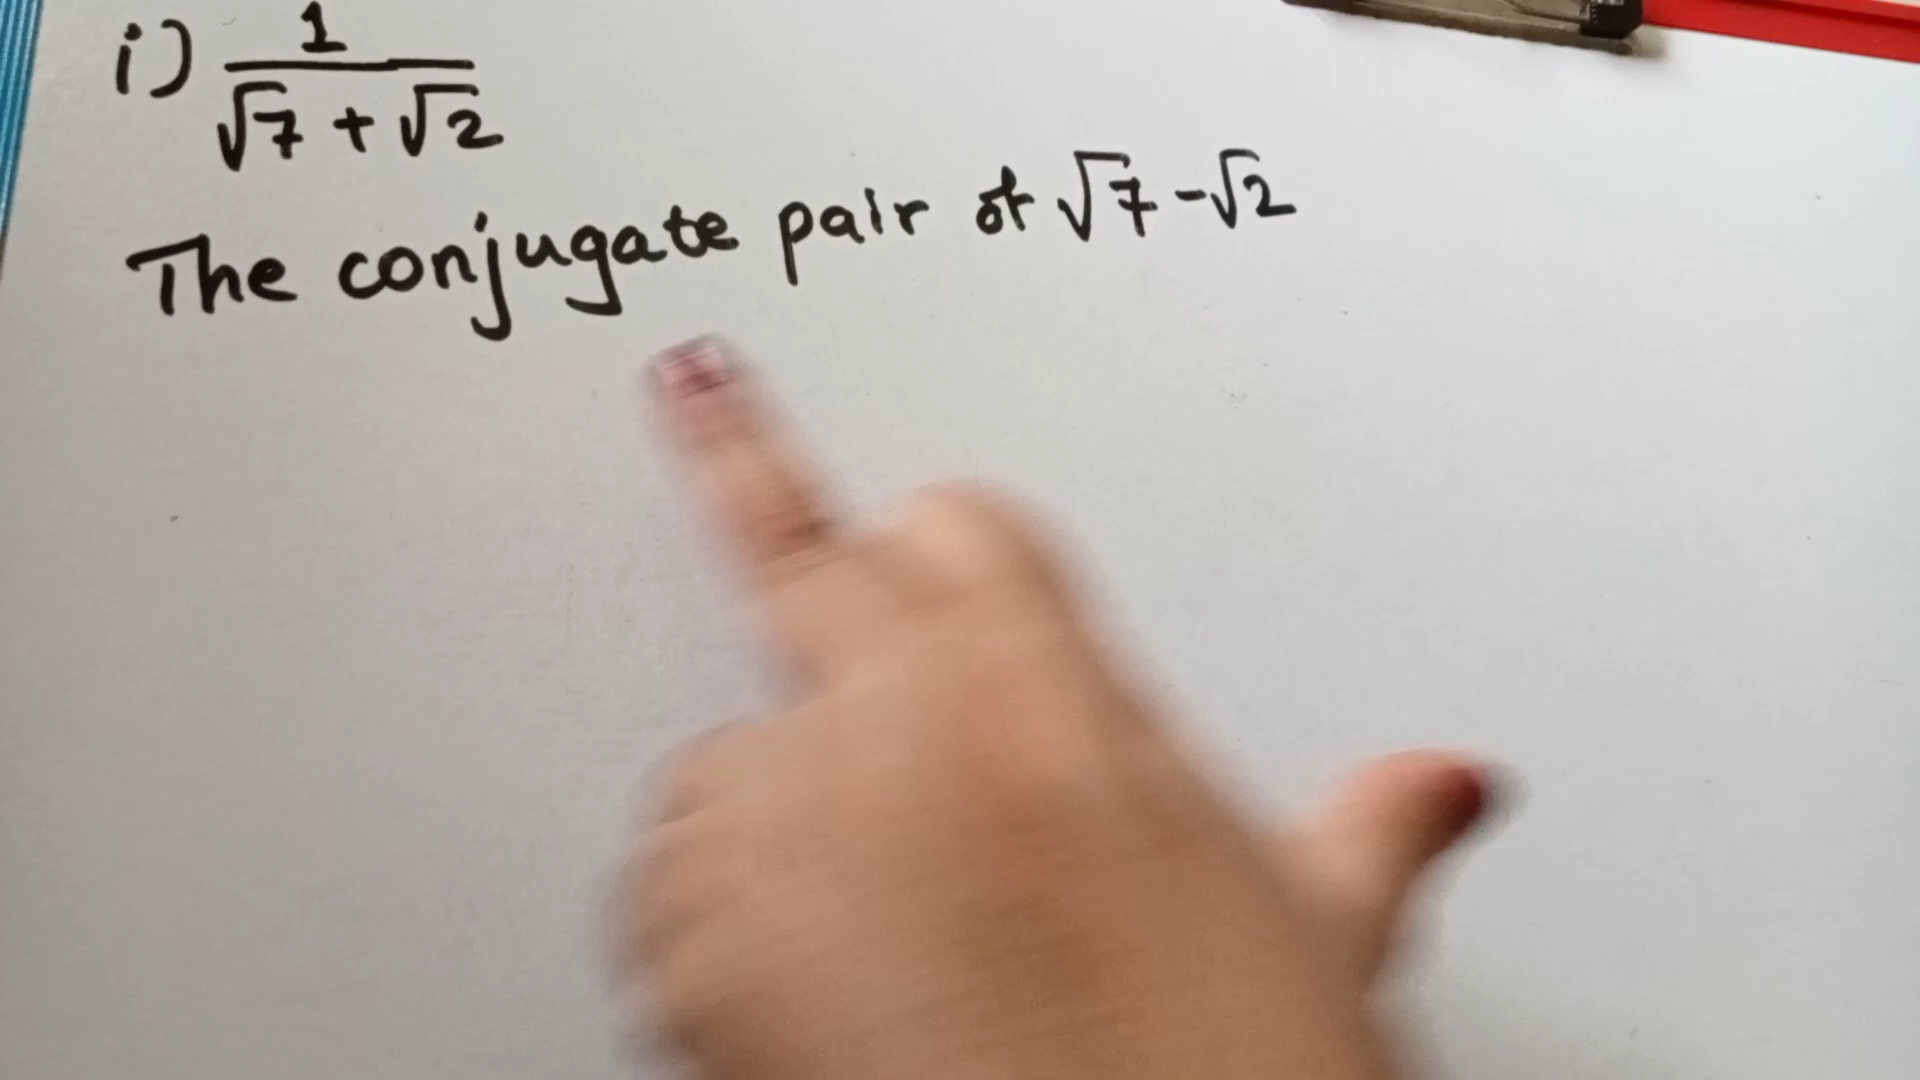 i) 1/(√7 + √2)
The conjugate pair of √7 - √2